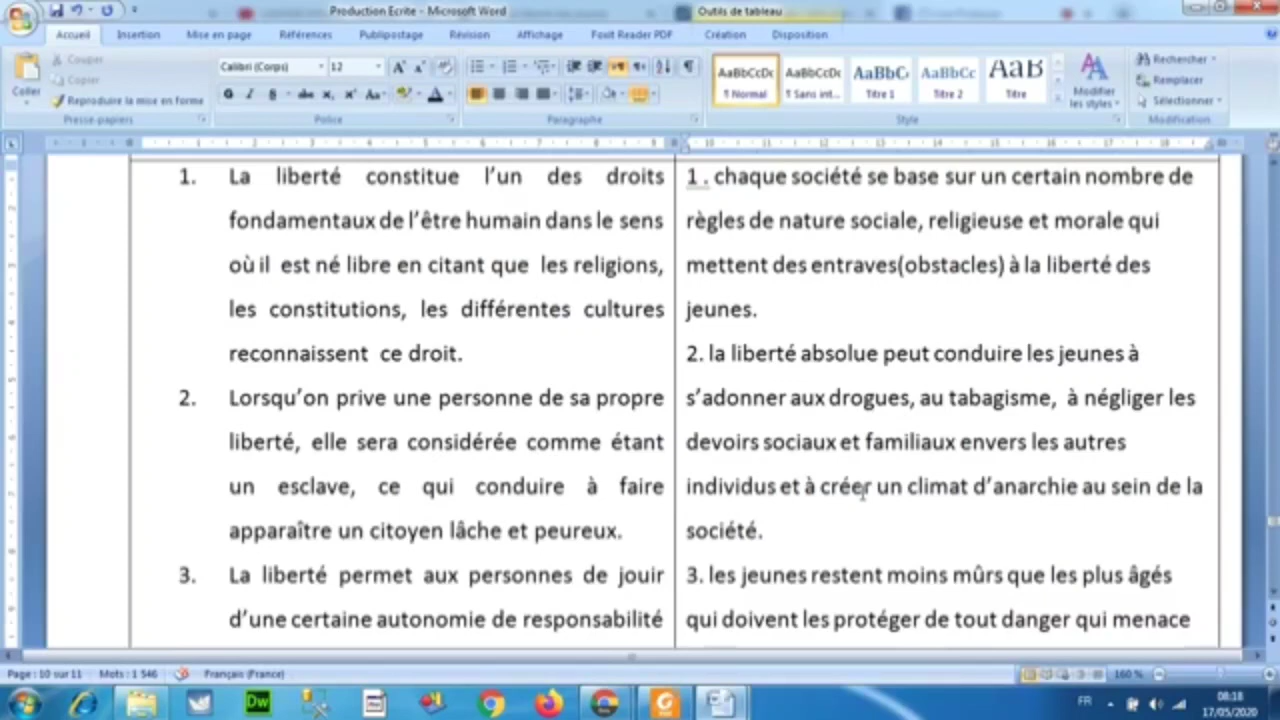 Production Ecrite - Microsoft Word
Outils de tableau
Accueil Insertion Mise en page Références Publipostage Révision Affichage Foxit Reader PDF Création Disposition
Coller
Couper
Copier
Reproduire la mise en forme
Presse-papiers
Calibri (Corps) 12
Police
Paragraphe
AaBbCcDc AaBbCcDc AaBbC AaBbCc AaB
¶ Normal ¶ Sans int... Titre 1 Titre 2 Titre
Modifier
les styles
Style
Rechercher
Remplacer
Sélectionner
Modification
1. La liberté constitue l’un des droits
fondamentaux de l’être humain dans le sens
où il est né libre en citant que les religions,
les constitutions, les différentes cultures
reconnaissent ce droit.
2. Lorsqu’on prive une personne de sa propre
liberté, elle sera considérée comme étant
un esclave, ce qui conduire à faire
apparaître un citoyen lâche et peureux.
3. La liberté permet aux personnes de jouir
d’une certaine autonomie de responsabilité
1 . chaque société se base sur un certain nombre de
règles de nature sociale, religieuse et morale qui
mettent des entraves(obstacles) à la liberté des
jeunes.
2. la liberté absolue peut conduire les jeunes à
s’adonner aux drogues, au tabagisme, à négliger les
devoirs sociaux et familiaux envers les autres
individus et à créer un climat d’anarchie au sein de la
société.
3. les jeunes restent moins mûrs que les plus âgés
qui doivent les protéger de tout danger qui menace
Page : 10 sur 11 Mots : 1 546 Français (France) 160 %
Dw
FR
08:18
17/05/2020